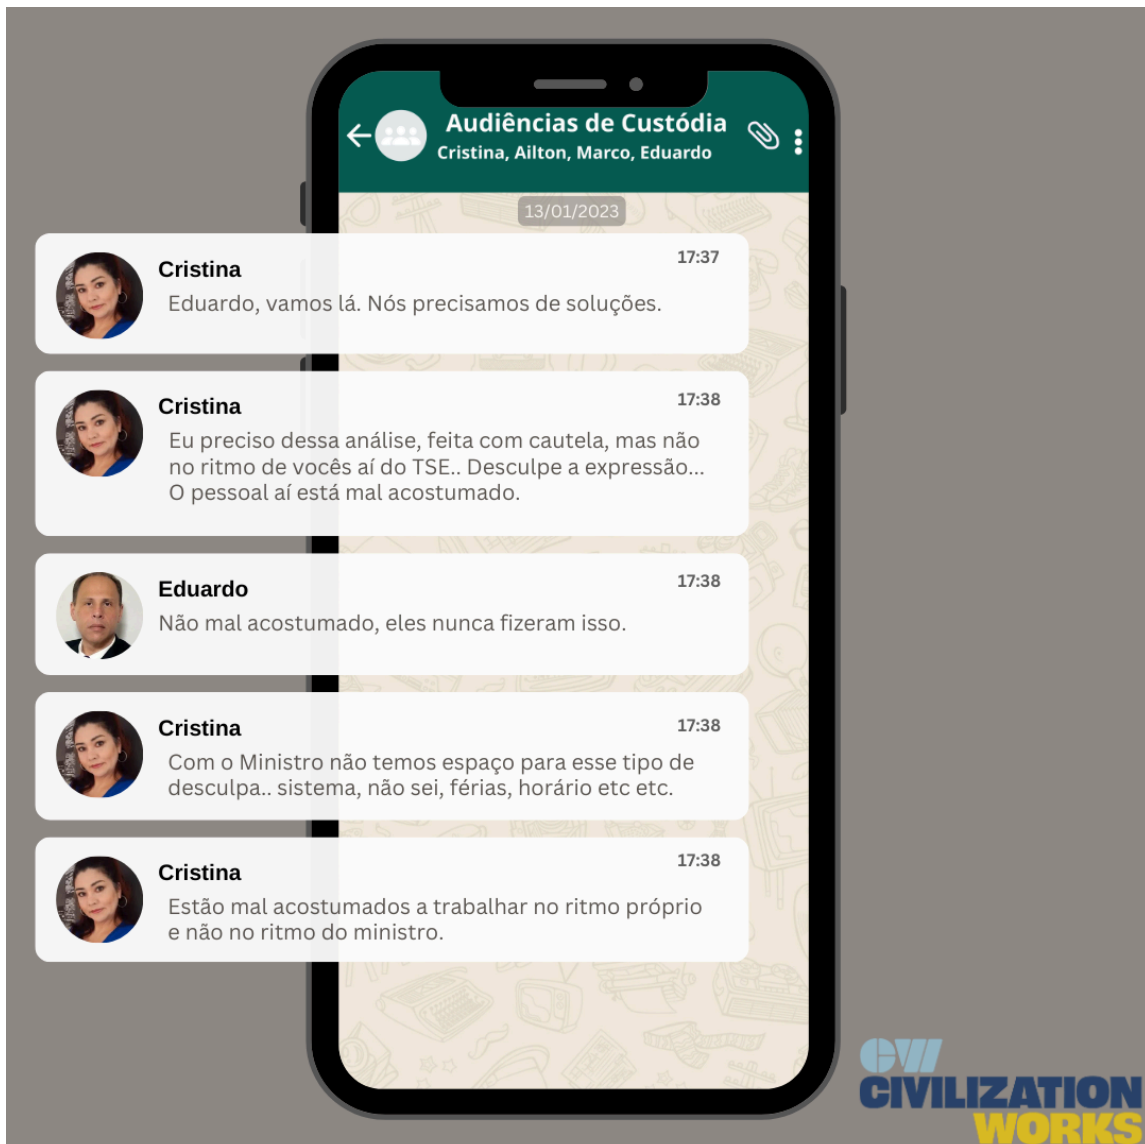 Audiências de Custódia
Cristina, Ailton, Marco, Eduardo
13/01/2023
Cristina
17:37
Eduardo, vamos lá. Nós precisamos de soluções.
Cristina
17:38
Eu preciso dessa análise, feita com cautela, mas não
no ritmo de vocês aí do TSE.. Desculpe a expressão...
O pessoal aí está mal acostumado.
Eduardo
17:38
Não mal acostumado, eles nunca fizeram isso.
Cristina
17:38
Com o Ministro não temos espaço para esse tipo de
desculpa.. sistema, não sei, férias, horário etc etc.
Cristina
17:38
Estão mal acostumados a trabalhar no ritmo próprio
e não no ritmo do ministro.
CW
CIVILIZATION
WORKS